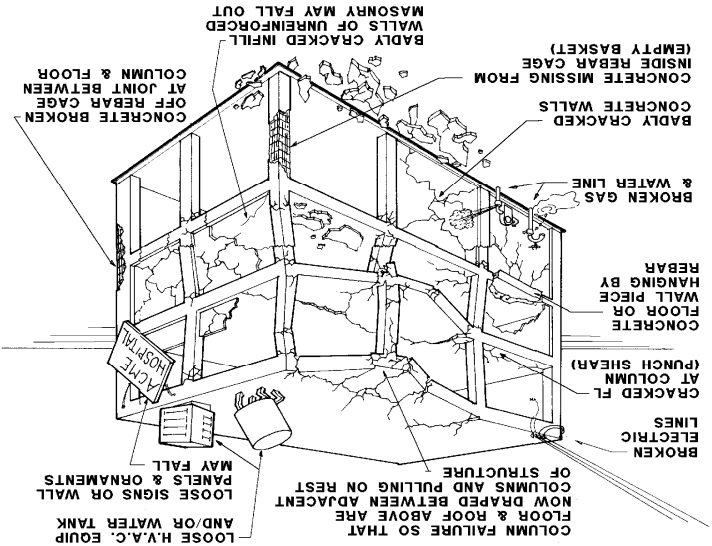 COLUMN FAILURE SO THAT
FLOOR & ROOF ABOVE ARE
NOW DRAPED BETWEEN ADJACENT
COLUMNS AND PULLING ON REST
OF STRUCTURE
LOOSE H.V.A.C. EQUIP
AND/OR WATER TANK
LOOSE SIGNS OR WALL
PANELS & ORNAMENTS
MAY FALL
BROKEN
ELECTRIC
LINES
CRACKED FL
AT COLUMN
(PUNCH SHEAR)
ACME
HOSPITAL
CONCRETE
FLOOR OR
WALL PIECE
HANGING BY
REBAR
BROKEN GAS
& WATER LINE
BADLY CRACKED
CONCRETE WALLS
CONCRETE MISSING FROM
INSIDE REBAR CAGE
(EMPTY BASKET)
BADLY CRACKED INFILL
WALLS OF UNREINFORCED
MASONRY MAY FALL OUT
CONCRETE BROKEN
OFF REBAR CAGE
AT JOINT BETWEEN
COLUMN & FLOOR